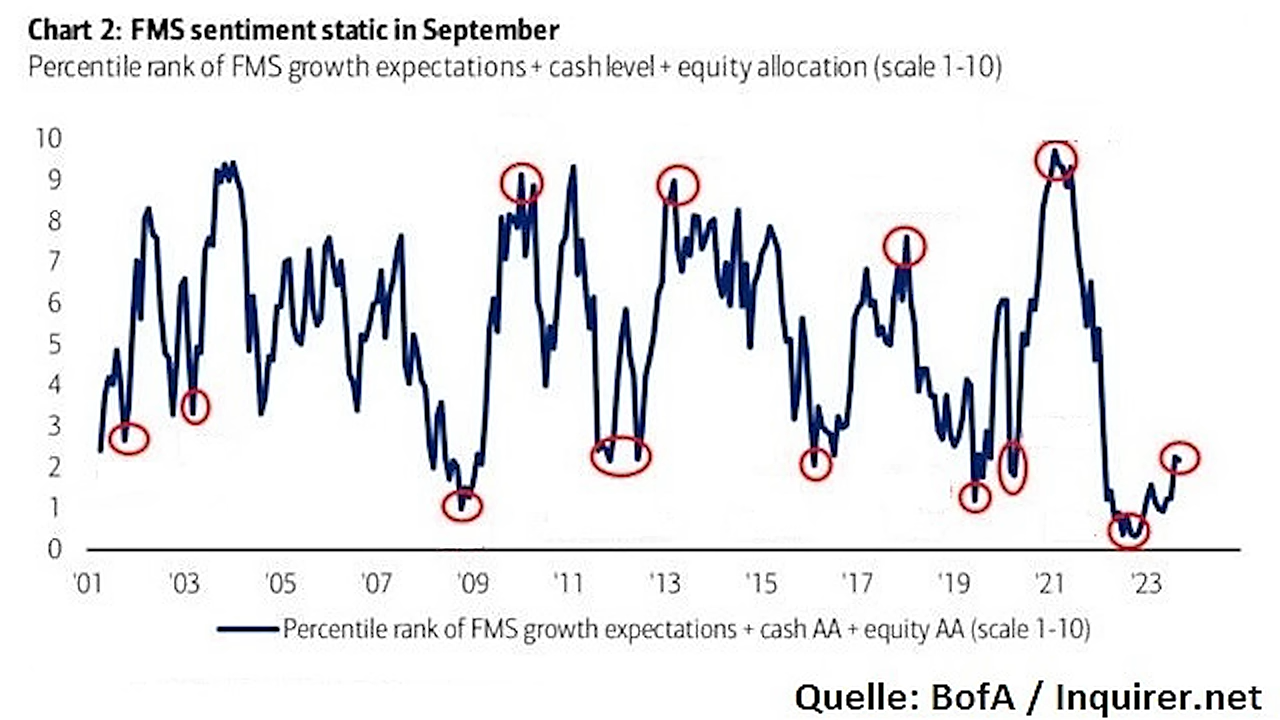 Chart 2: FMS sentiment static in September
Percentile rank of FMS growth expectations + cash level + equity allocation (scale 1-10)
10
9
8
7
6
5
4
3
2
1
0
'01 '03 '05 '07 '09 '11 '13 '15 '17 '19 '21 '23
Percentile rank of FMS growth expectations + cash AA + equity AA (scale 1-10)
Quelle: BofA / Inquirer.net